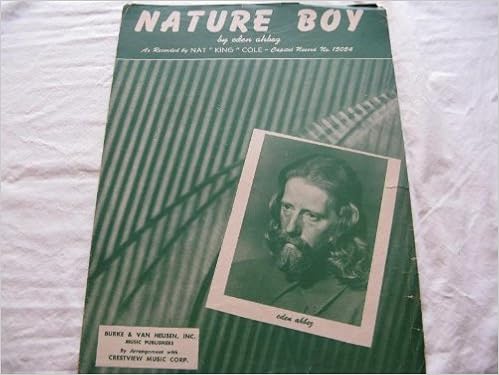 NATURE BOY
by eden ahbez
As Recorded by NAT "KING" COLE - Capitol Record No. 15054
eden ahbez
BURKE & VAN HEUSEN, INC.
MUSIC PUBLISHERS
By Arrangement with
CRESTVIEW MUSIC CORP.